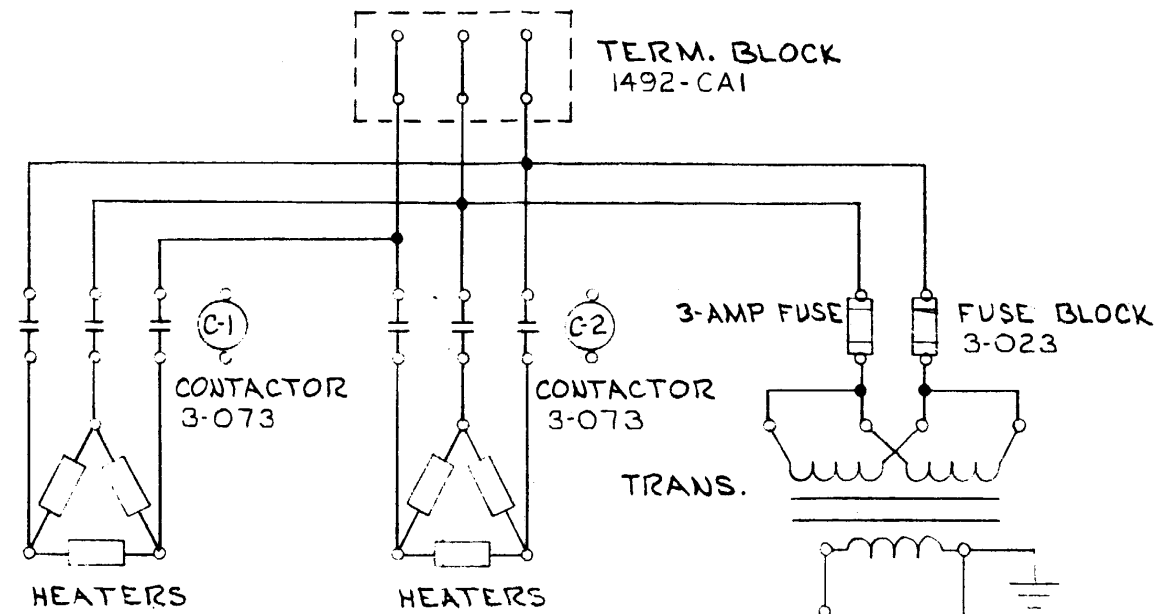 TERM. BLOCK
1492-CA1
C-1
C-2
3-AMP FUSE
FUSE BLOCK
3-023
CONTACTOR
3-073
CONTACTOR
3-073
TRANS.
HEATERS
HEATERS